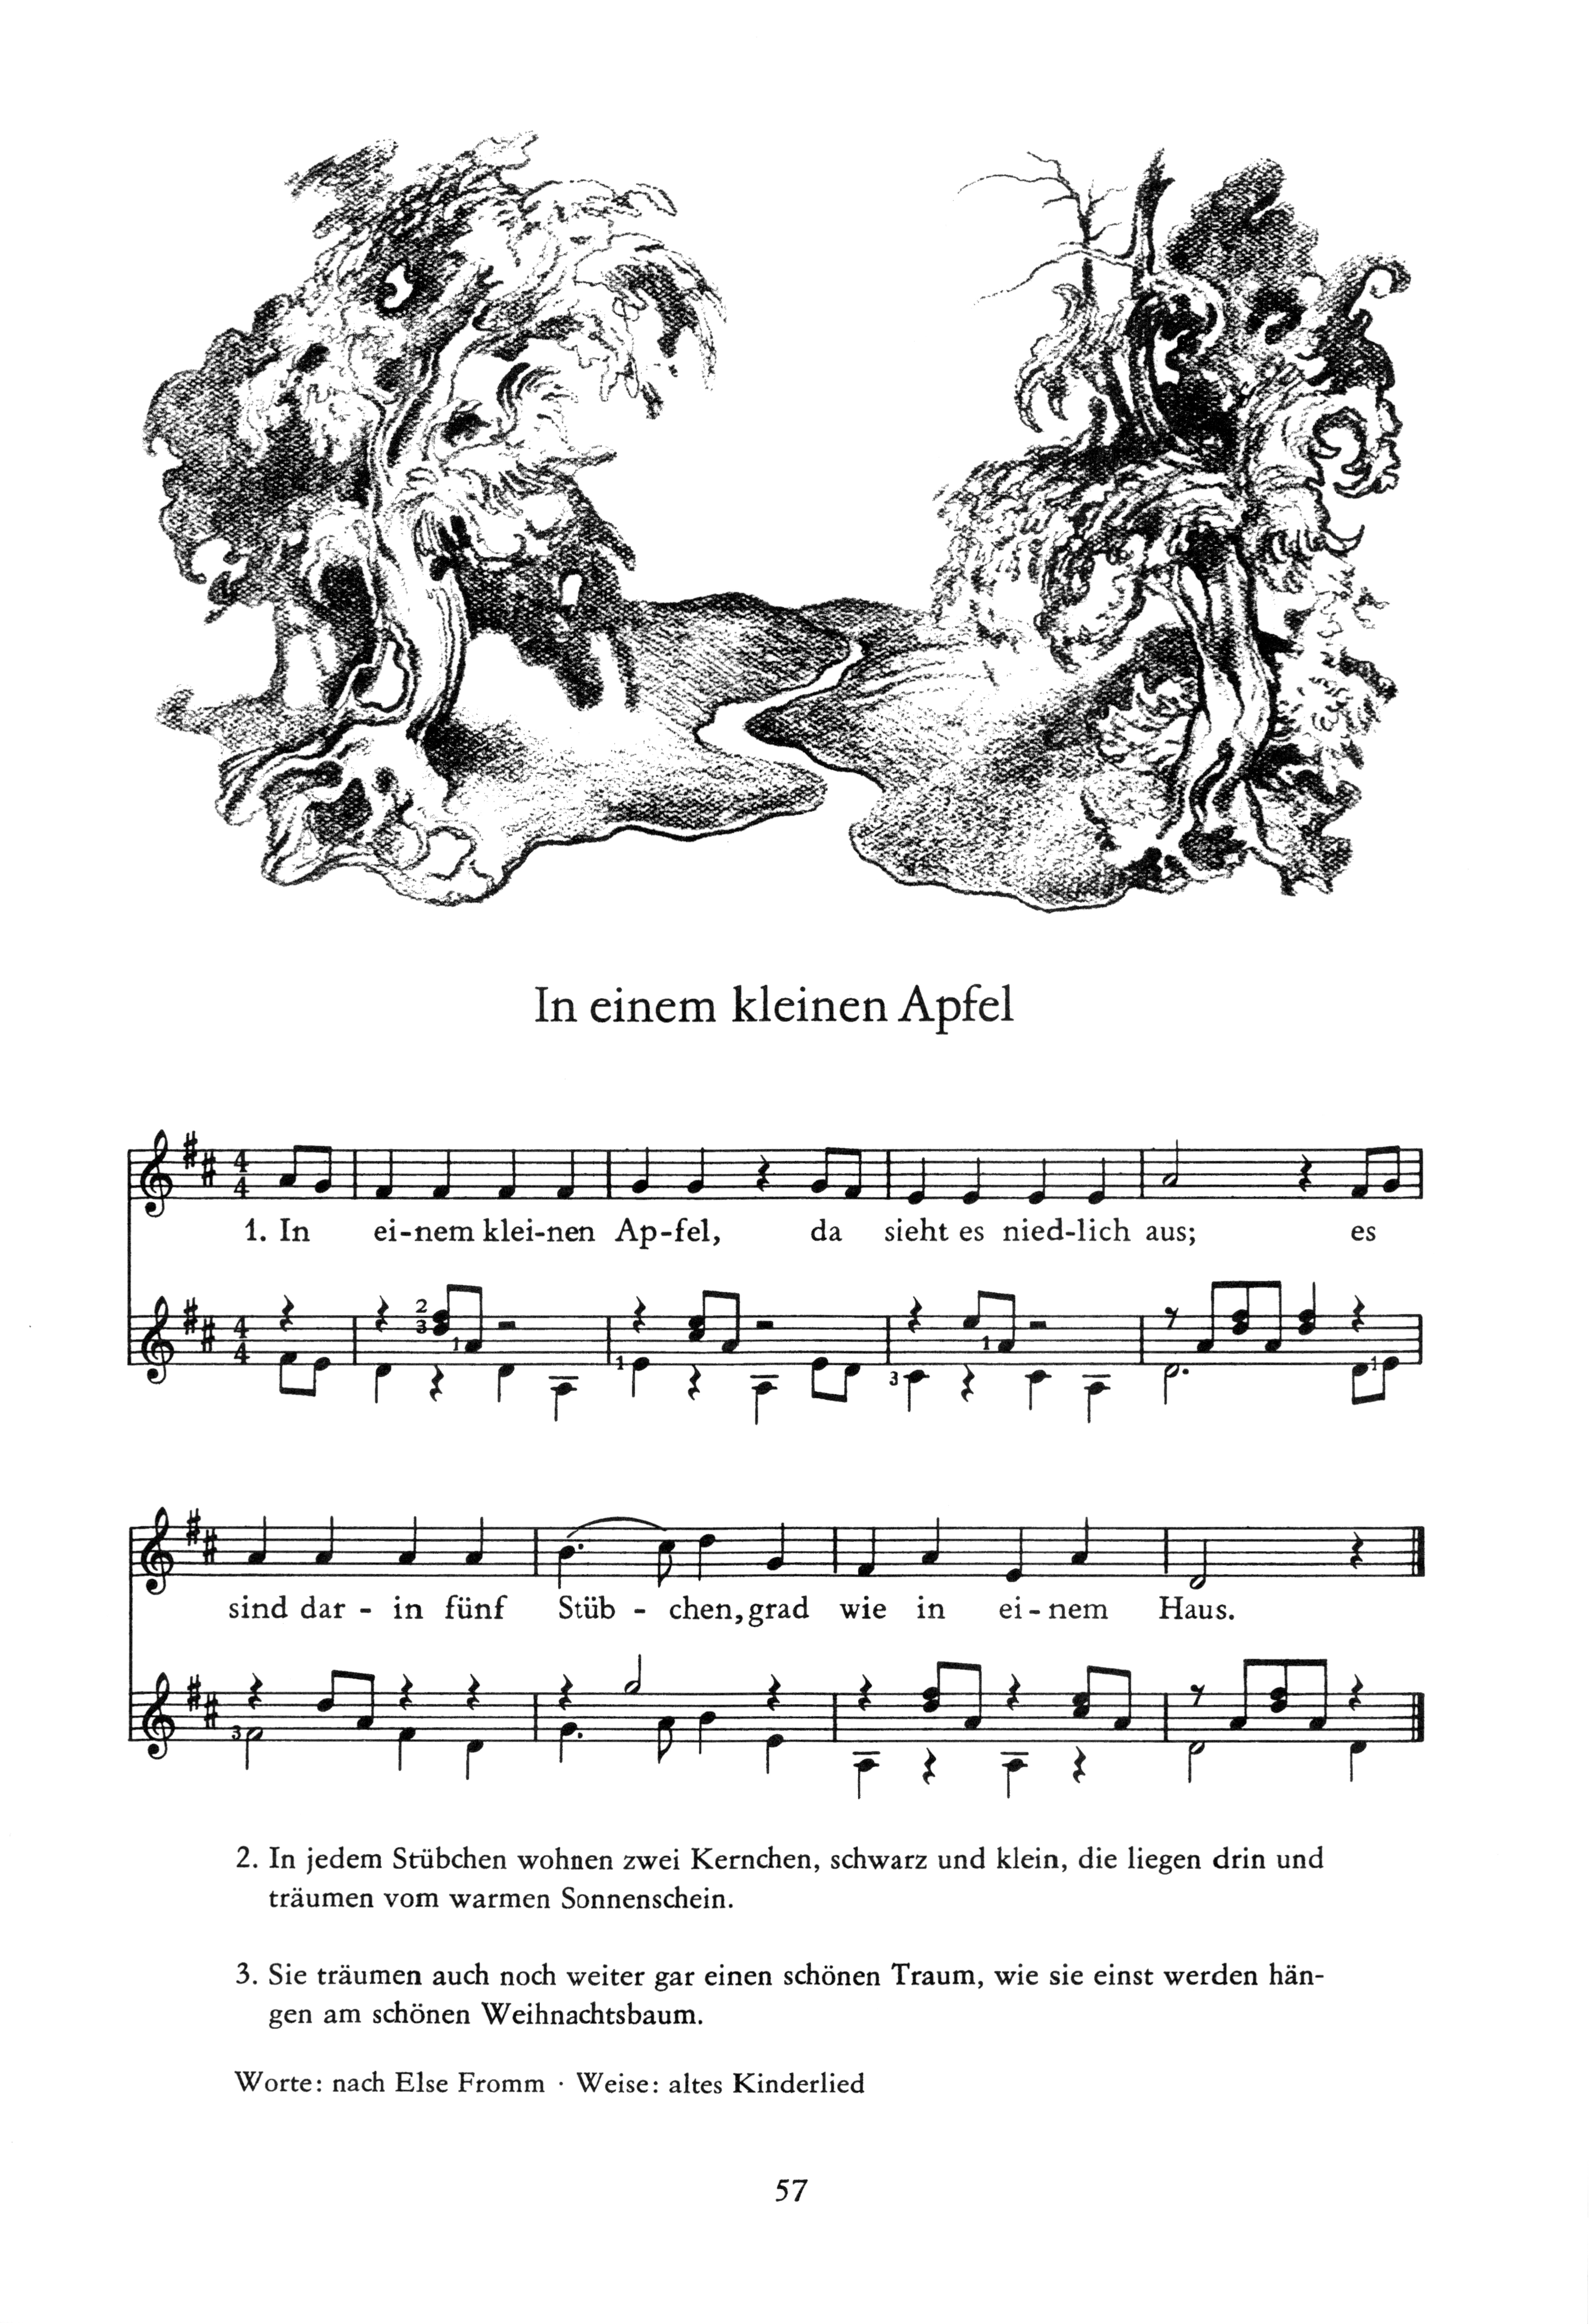 In einem kleinen Apfel
1. In ei-nem klei-nen Ap-fel, da sieht es nied-lich aus; es
sind dar - in fünf Stüb - chen, grad wie in ei - nem Haus.
2. In jedem Stübchen wohnen zwei Kernchen, schwarz und klein, die liegen drin und
träumen vom warmen Sonnenschein.
3. Sie träumen auch noch weiter gar einen schönen Traum, wie sie einst werden hän-
gen am schönen Weihnachtsbaum.
Worte: nach Else Fromm · Weise: altes Kinderlied
57